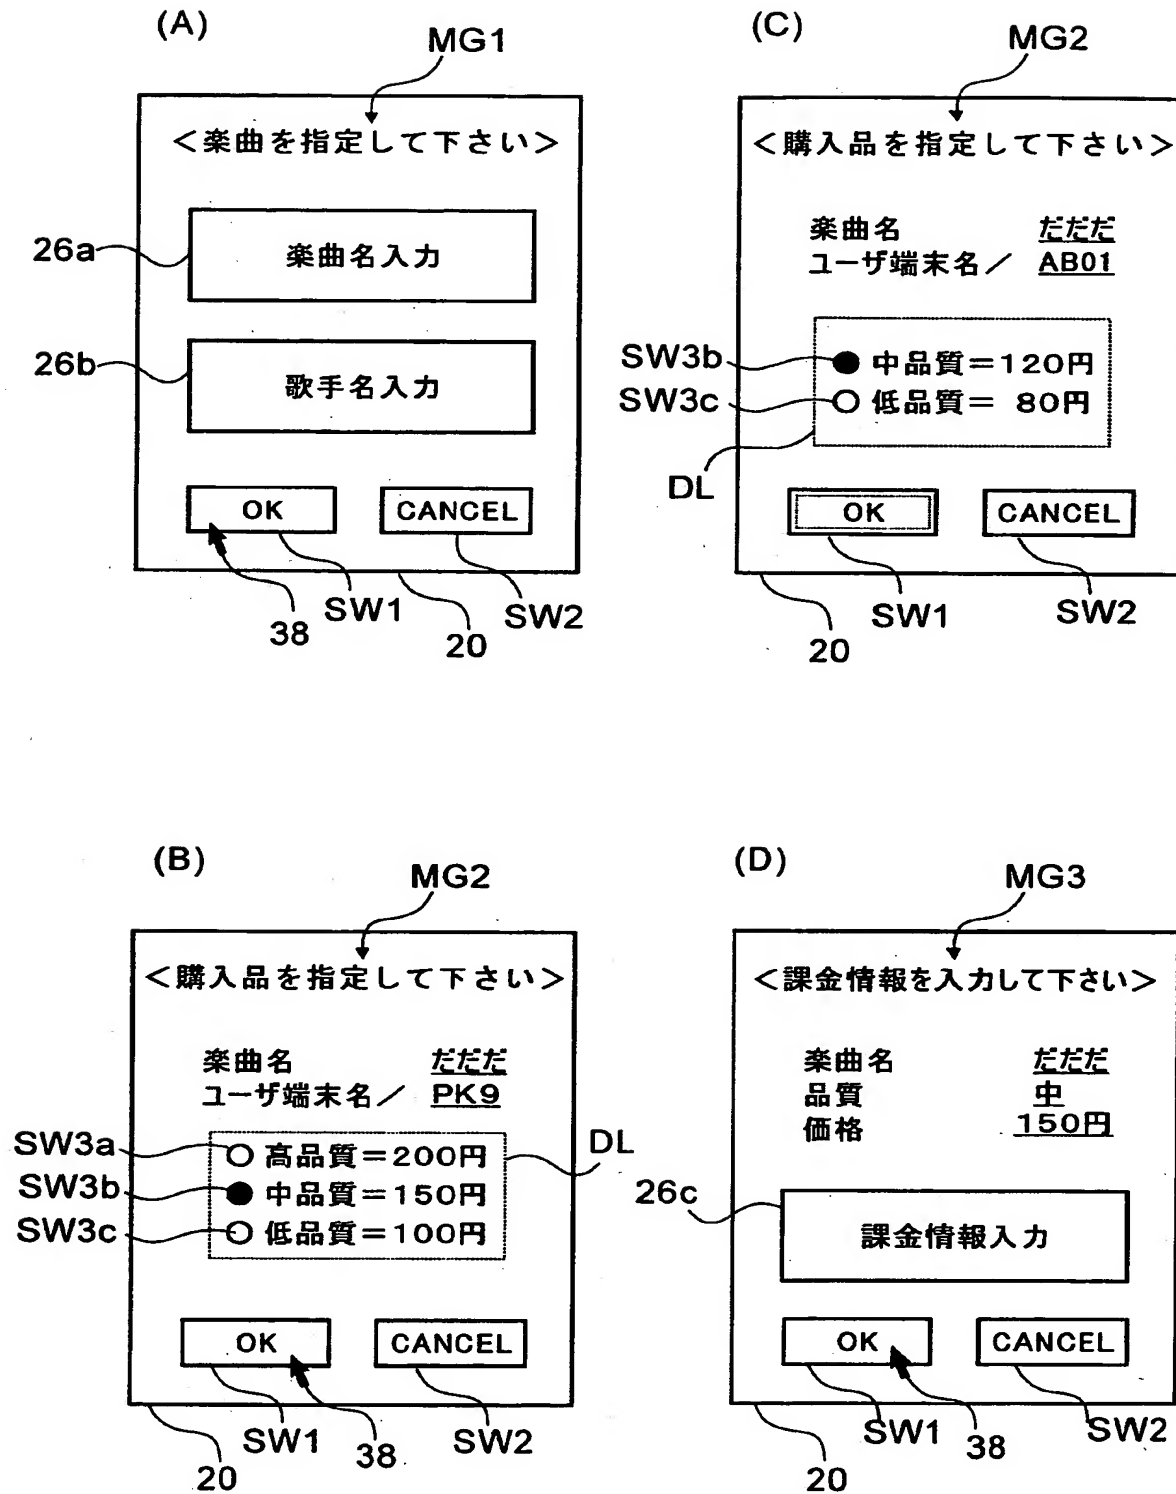 (A)
MG1
<楽曲を指定して下さい>
26a
楽曲名入力
26b
歌手名入力
OK
CANCEL
38
SW1
20
SW2
(C)
MG2
<購入品を指定して下さい>
楽曲名 だだだ
ユーザ端末名/ AB01
SW3b
中品質=120円
SW3c
低品質= 80円
DL
OK
CANCEL
20
SW1
SW2
(B)
MG2
<購入品を指定して下さい>
楽曲名 だだだ
ユーザ端末名/ PK9
SW3a
高品質=200円
DL
SW3b
中品質=150円
SW3c
低品質=100円
OK
CANCEL
20
SW1
38
SW2
(D)
MG3
<課金情報を入力して下さい>
楽曲名 だだだ
品質 中
価格 150円
26c
課金情報入力
OK
CANCEL
20
SW1
38
SW2